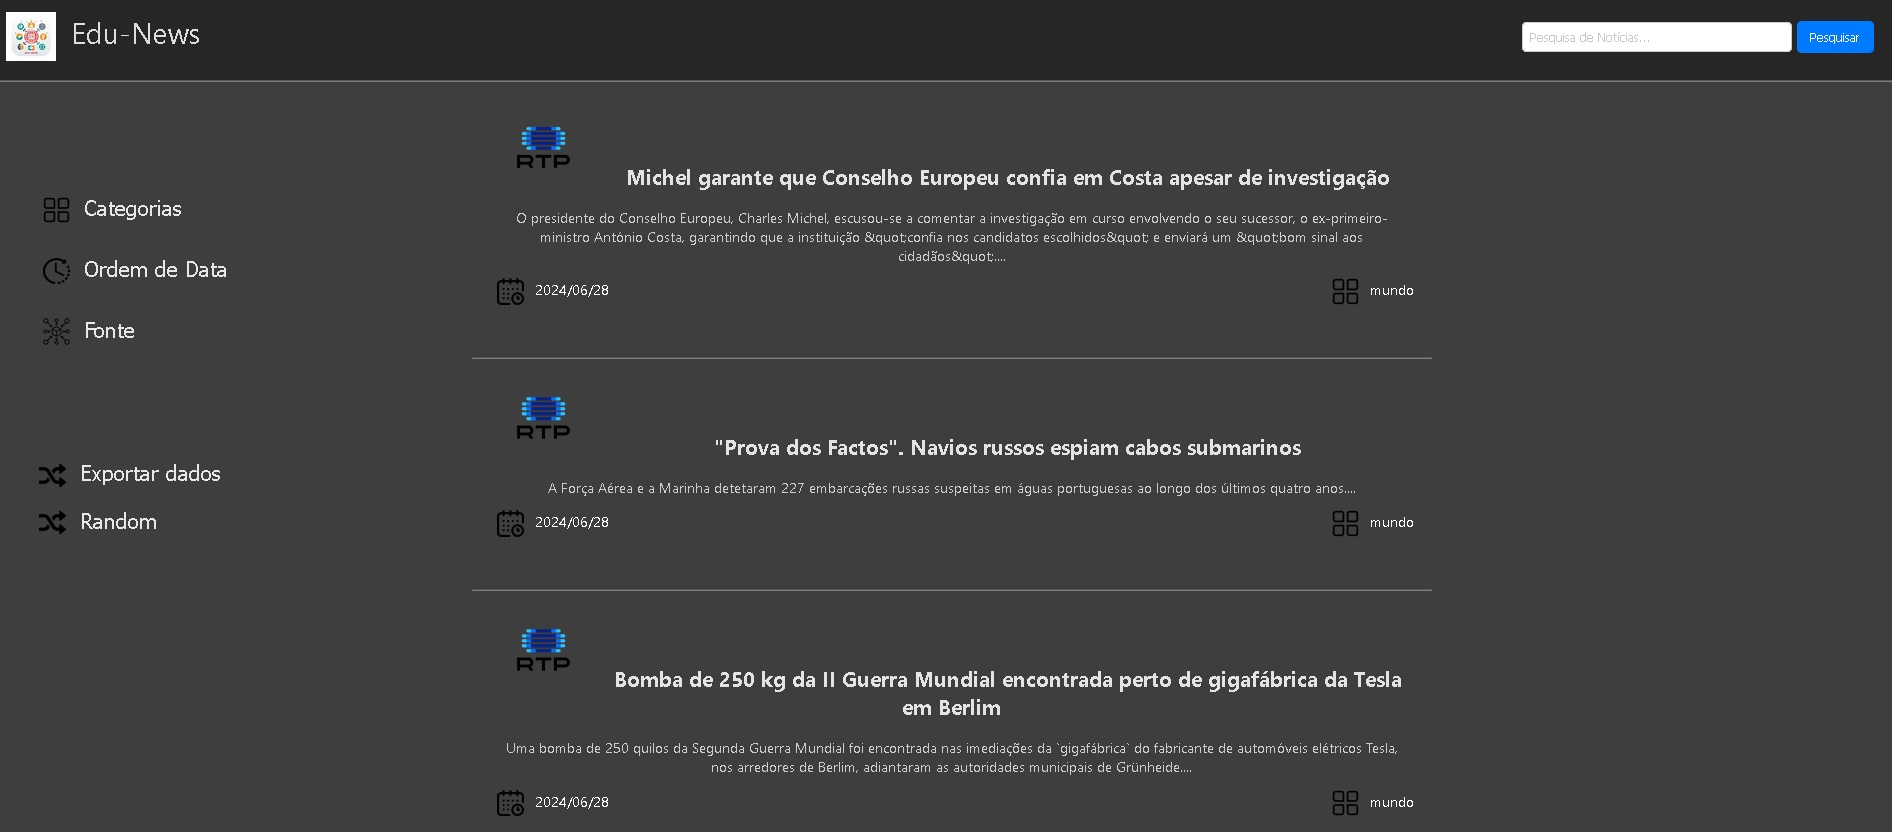 Edu-News
Pesquisa de Notícias...
Pesquisar
Categorias
Ordem de Data
Fonte
Exportar dados
Random
RTP
Michel garante que Conselho Europeu confia em Costa apesar de investigação
O presidente do Conselho Europeu, Charles Michel, escusou-se a comentar a investigação em curso envolvendo o seu sucessor, o ex-primeiro-
ministro António Costa, garantindo que a instituição &quot;confia nos candidatos escolhidos&quot; e enviará um &quot;bom sinal aos
cidadãos&quot;....
2024/06/28
mundo
RTP
"Prova dos Factos". Navios russos espiam cabos submarinos
A Força Aérea e a Marinha detetaram 227 embarcações russas suspeitas em águas portuguesas ao longo dos últimos quatro anos....
2024/06/28
mundo
RTP
Bomba de 250 kg da II Guerra Mundial encontrada perto de gigafábrica da Tesla
em Berlim
Uma bomba de 250 quilos da Segunda Guerra Mundial foi encontrada nas imediações da `gigafábrica` do fabricante de automóveis elétricos Tesla,
nos arredores de Berlim, adiantaram as autoridades municipais de Grünheide....
2024/06/28
mundo